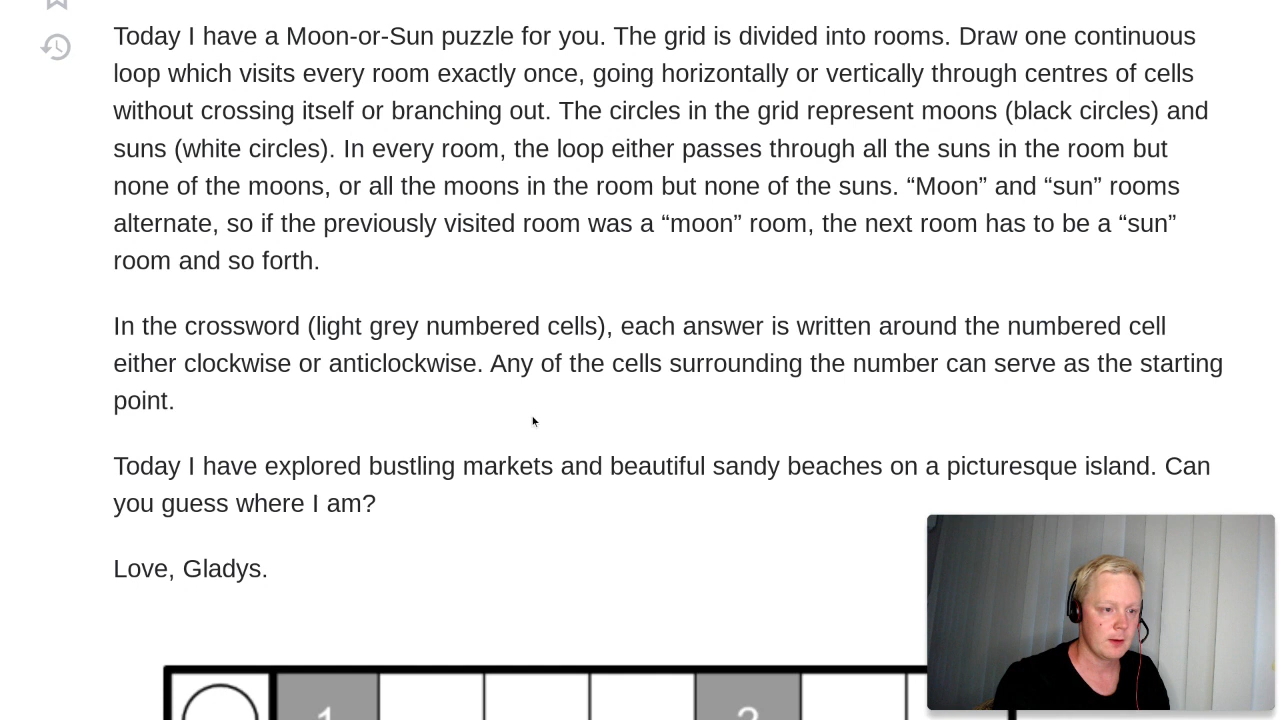 Today I have a Moon-or-Sun puzzle for you. The grid is divided into rooms. Draw one continuous
loop which visits every room exactly once, going horizontally or vertically through centres of cells
without crossing itself or branching out. The circles in the grid represent moons (black circles) and
suns (white circles). In every room, the loop either passes through all the suns in the room but
none of the moons, or all the moons in the room but none of the suns. “Moon” and “sun” rooms
alternate, so if the previously visited room was a “moon” room, the next room has to be a “sun”
room and so forth.
In the crossword (light grey numbered cells), each answer is written around the numbered cell
either clockwise or anticlockwise. Any of the cells surrounding the number can serve as the starting
point.
Today I have explored bustling markets and beautiful sandy beaches on a picturesque island. Can
you guess where I am?
Love, Gladys.
1 2